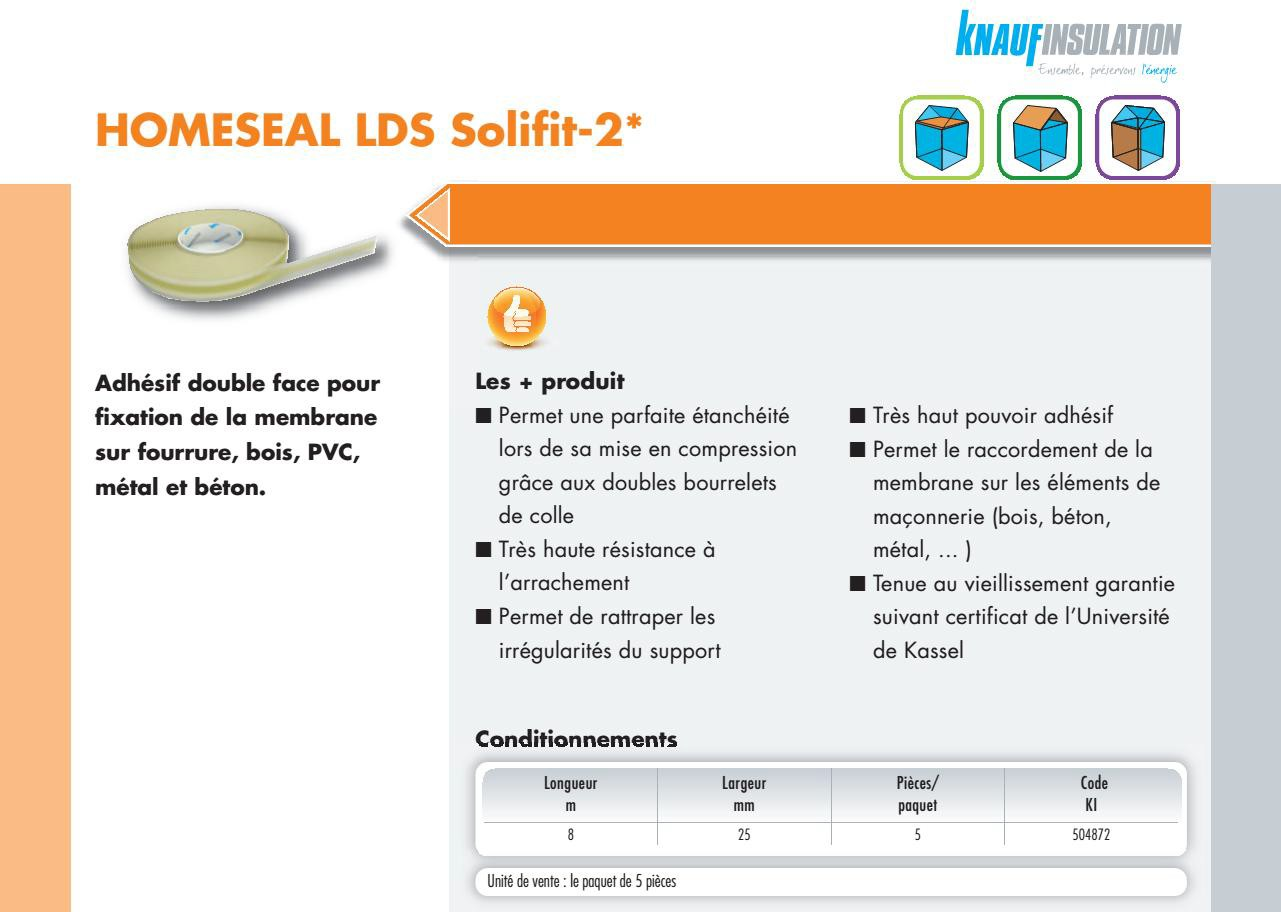 KNAUFINSULATION
Ensemble, préservons l'énergie
HOMESEAL LDS Solifit-2*
Adhésif double face pour
fixation de la membrane
sur fourrure, bois, PVC,
métal et béton.
Les + produit
■ Permet une parfaite étanchéité
lors de sa mise en compression
grâce aux doubles bourrelets
de colle
■ Très haute résistance à
l’arrachement
■ Permet de rattraper les
irrégularités du support
■ Très haut pouvoir adhésif
■ Permet le raccordement de la
membrane sur les éléments de
maçonnerie (bois, béton,
métal, … )
■ Tenue au vieillissement garantie
suivant certificat de l’Université
de Kassel
Conditionnements
Longueur m Largeur mm Pièces/ paquet Code KI
8 25 5 504872
Unité de vente : le paquet de 5 pièces